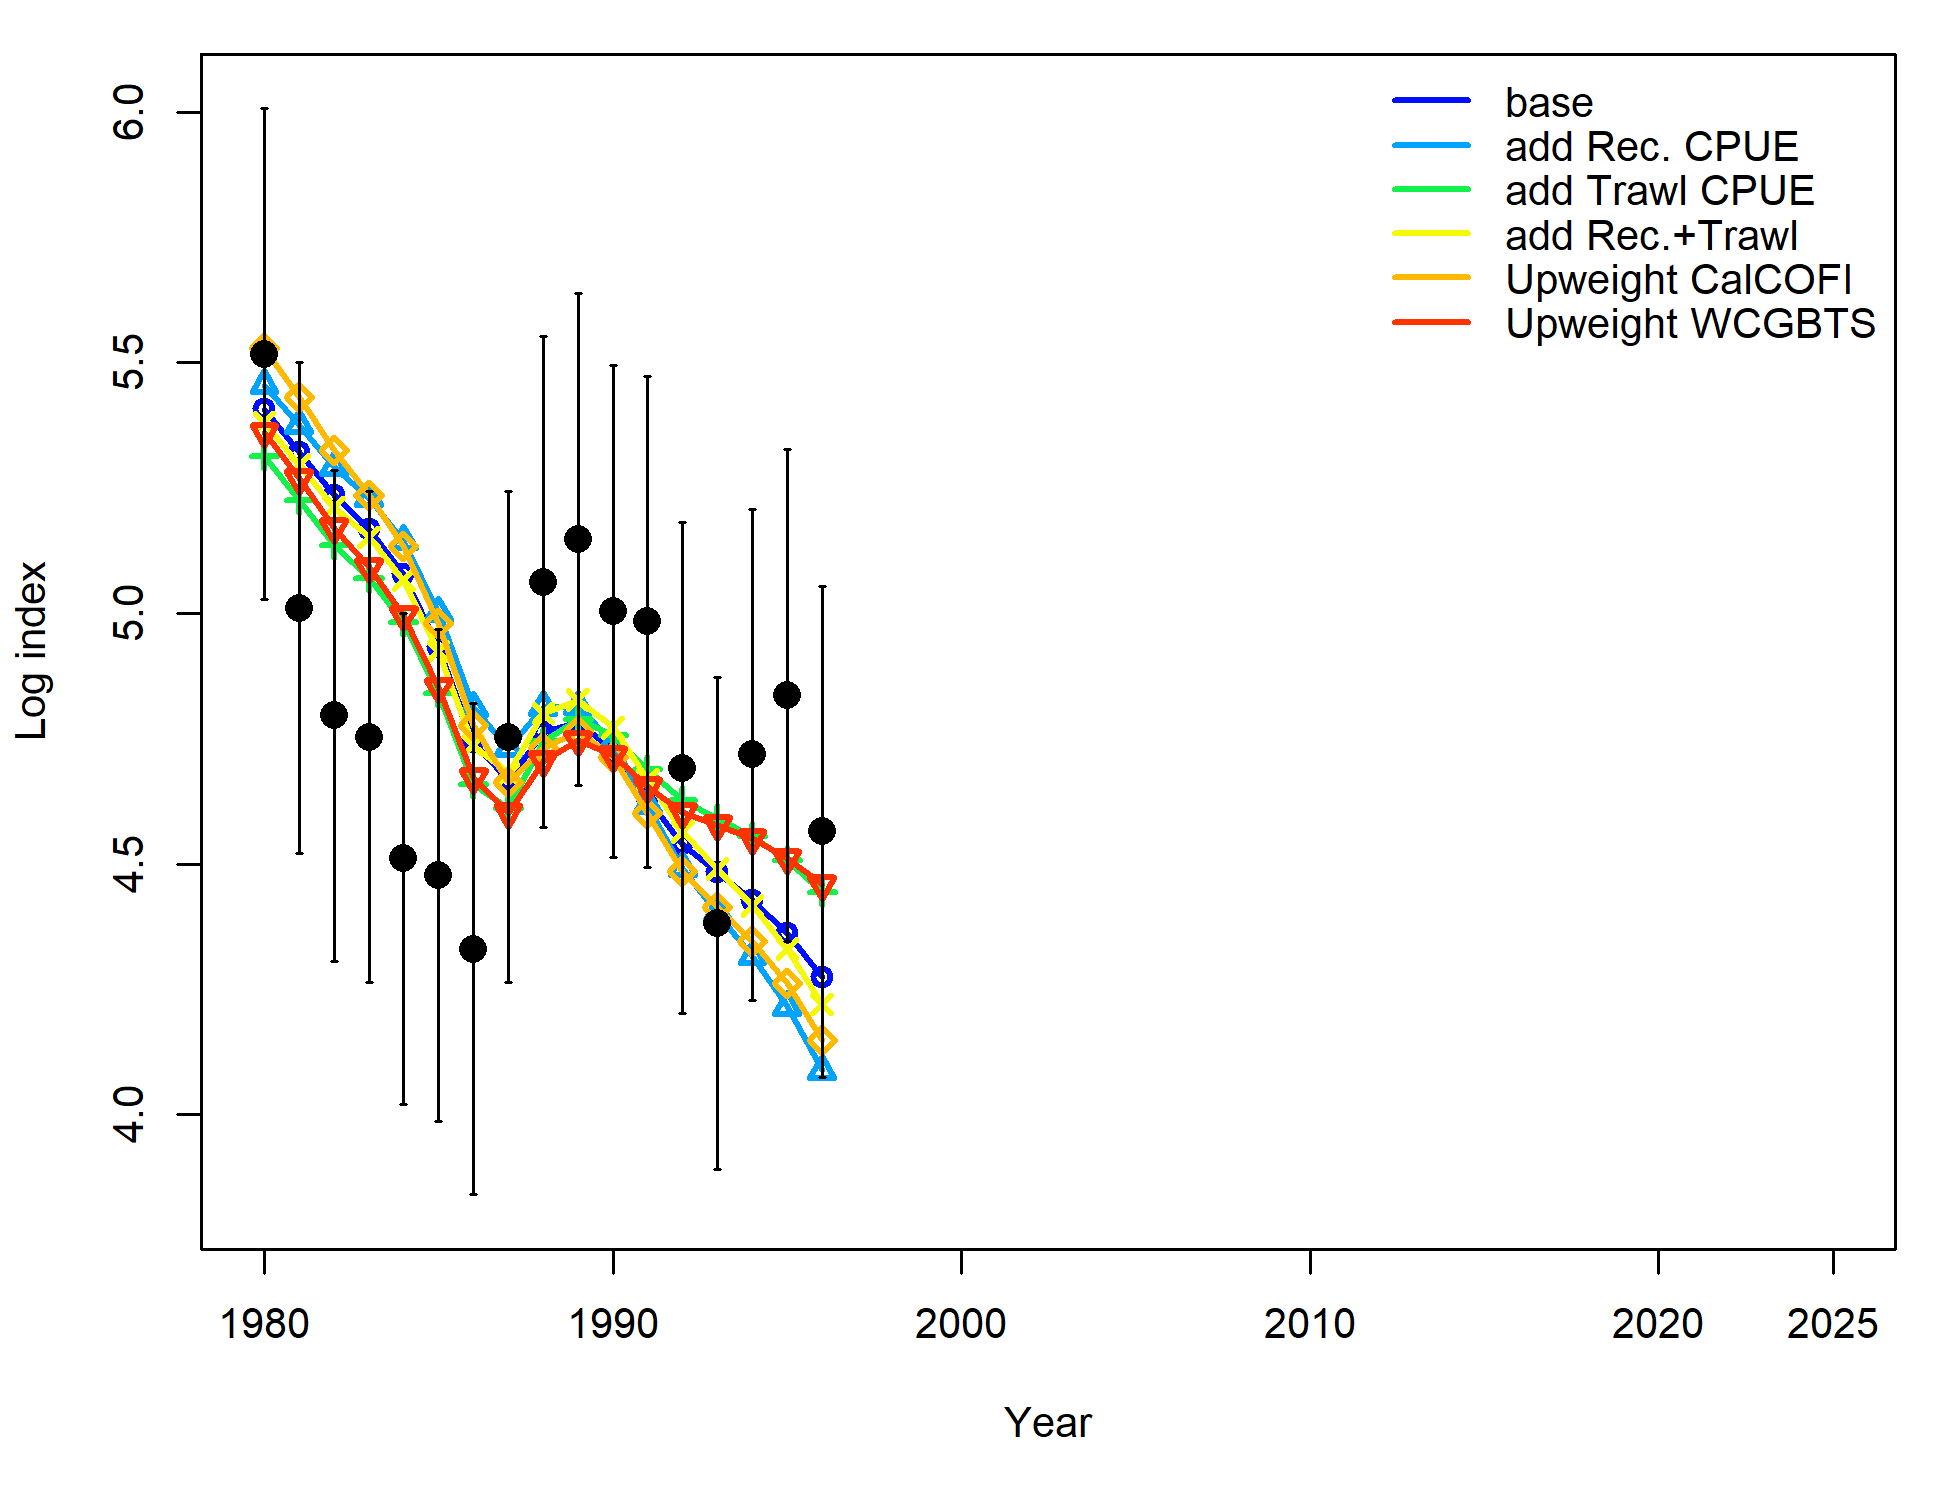 6.0
5.5
5.0
4.5
4.0
Log index
base
add Rec. CPUE
add Trawl CPUE
add Rec.+Trawl
Upweight CalCOFI
Upweight WCGBTS
1980 1990 2000 2010 2020 2025
Year